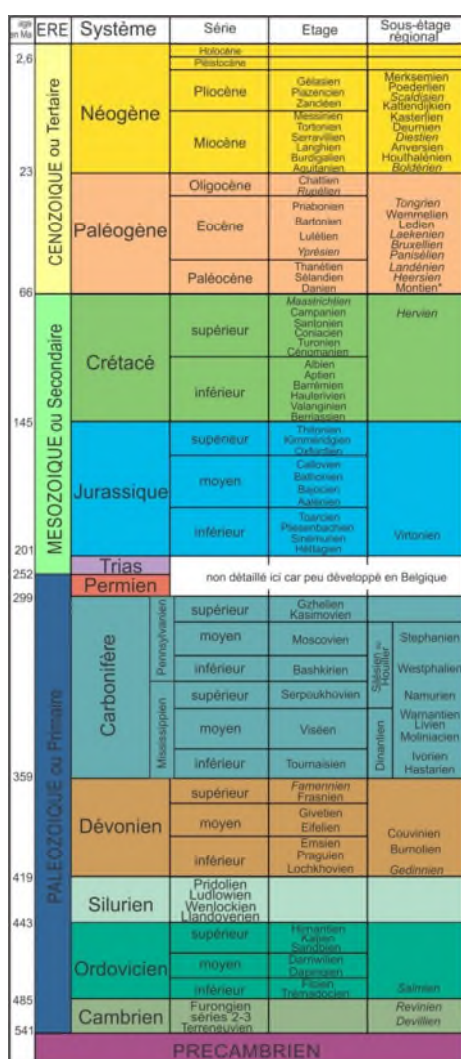 age en Ma ERE Système Série Etage Sous-étage régional
2,6
23
66
145
201
252
299
359
419
443
485
541
CENOZOIQUE ou Tertaire
MESOZOIQUE ou Secondaire
PALEOZOIQUE ou Primaire
Néogène
Holocène
Pléistocène
Pliocène
Gélasien
Plazencien
Zancléen
Miocène
Messinien
Tortonien
Serravilien
Langhien
Burdigalien
Aquitanien
Merksemien
Poederlien
Scaldisien
Kattendijkien
Kasterlien
Deurnien
Diestien
Anversien
Houthalénien
Boldérien
Paléogène
Oligocène
Chattien
Rupélien
Eocène
Priabonien
Bartonien
Lutétien
Yprésien
Paléocène
Thanétien
Sélandien
Danien
Tongrien
Wemmelien
Ledien
Laekenien
Bruxellien
Panisélien
Landénien
Heersien
Montien*
Crétacé
supérieur
Maastrichtien
Campanien
Santonien
Coniacien
Turonien
Cénomanien
Hervien
inférieur
Albien
Aptien
Barrémien
Hauterivien
Valanginien
Berriassien
Jurassique
supérieur
Thitonien
Kimméridgien
Oxfordien
moyen
Callovien
Bathonien
Bajocien
Aalénien
inférieur
Toarcien
Pliesenbachien
Sinémurien
Hettagien
Virtonien
Trias
Permien
non détaillé ici car peu développé en Belgique
Carbonifère
Pennsylvanien
Mississippien
supérieur
Gzhelien
Kasimovien
moyen
Moscovien
inférieur
Bashkirien
supérieur
Serpoukhovien
moyen
Viséen
inférieur
Tournaisien
Silésien ou Houiller
Dinantien
Stephanien
Westphalien
Namurien
Warnantien
Livien
Moliniacien
Ivorien
Hastarien
Dévonien
supérieur
Famennien
Frasnien
moyen
Givetien
Eifelien
inférieur
Emsien
Praguien
Lochkhovien
Couvinien
Burnotien
Gedinnien
Silurien
Pridolien
Ludlowien
Wenlockien
Llandoverien
Ordovicien
supérieur
Hirnantien
Katien
Sandbien
moyen
Darriwilien
Dapingien
inférieur
Floien
Trémadocien
Salmien
Cambrien
Furongien
séries 2-3
Terreneuvien
Revinien
Devillien
PRECAMBRIEN